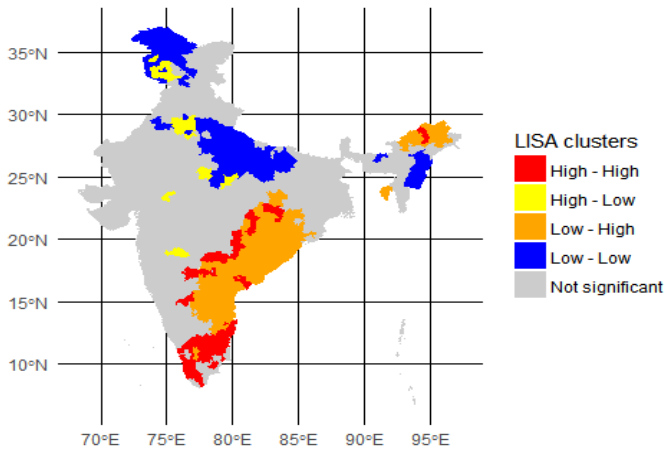 35°N
30°N
25°N
20°N
15°N
10°N
70°E 75°E 80°E 85°E 90°E 95°E
LISA clusters
High - High
High - Low
Low - High
Low - Low
Not significant